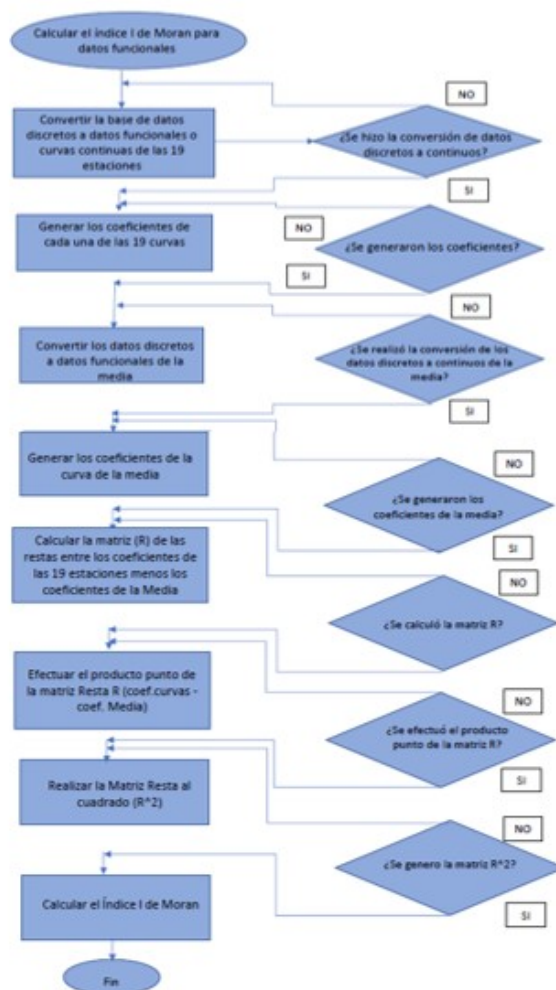 Calcular el índice I de Moran para
datos funcionales
NO
Convertir la base de datos
discretos a datos funcionales o
curvas continuas de las 19
estaciones
¿Se hizo la conversión de datos
discretos a continuos?
SI
Generar los coeficientes de
cada una de las 19 curvas
NO
¿Se generaron los coeficientes?
SI
NO
Convertir los datos discretos
a datos funcionales de la
media
¿Se realizó la conversión de los
datos discretos a continuos de la
media?
SI
Generar los coeficientes de la
curva de la media
NO
¿Se generaron los
coeficientes de la media?
SI
Calcular la matriz (R) de las
restas entre los coeficientes de
las 19 estaciones menos los
coeficientes de la Media
NO
¿Se calculó la matriz R?
Efectuar el producto punto de
la matriz Resta R (coef.curvas -
coef. Media)
NO
¿Se efectuó el producto
punto de la matriz R?
SI
Realizar la Matriz Resta al
cuadrado (R^2)
NO
¿Se genero la matriz R^2?
SI
Calcular el Índice I de Moran
Fin